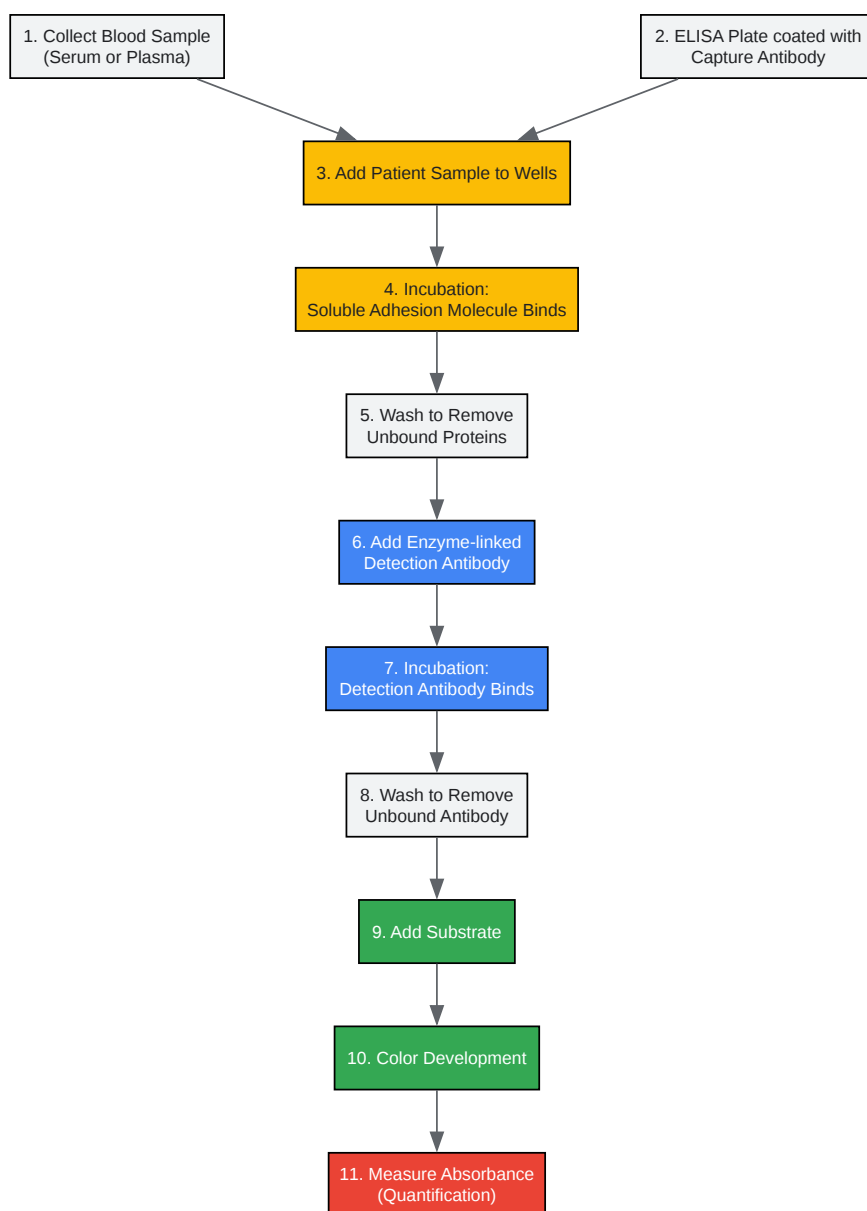 1. Collect Blood Sample
(Serum or Plasma)
2. ELISA Plate coated with
Capture Antibody
3. Add Patient Sample to Wells
4. Incubation:
Soluble Adhesion Molecule Binds
5. Wash to Remove
Unbound Proteins
6. Add Enzyme-linked
Detection Antibody
7. Incubation:
Detection Antibody Binds
8. Wash to Remove
Unbound Antibody
9. Add Substrate
10. Color Development
11. Measure Absorbance
(Quantification)